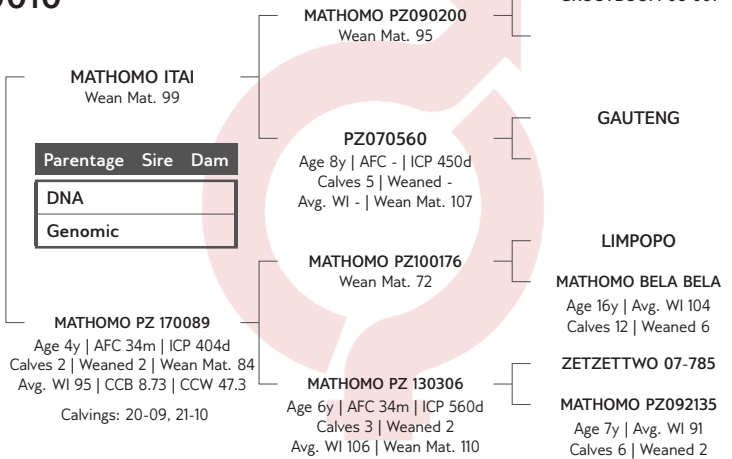 MATHOMO PZ090200
Wean Mat. 95
MATHOMO ITAI
Wean Mat. 99
GAUTENG
PZ070560
Age 8y | AFC - | ICP 450d
Calves 5 | Weaned -
Avg. WI - | Wean Mat. 107
Parentage Sire Dam
DNA
Genomic
LIMPOPO
MATHOMO PZ100176
Wean Mat. 72
MATHOMO BELA BELA
Age 16y | Avg. WI 104
Calves 12 | Weaned 6
MATHOMO PZ 170089
Age 4y | AFC 34m | ICP 404d
Calves 2 | Weaned 2 | Wean Mat. 84
Avg. WI 95 | CCB 8.73 | CCW 47.3
Calvings: 20-09, 21-10
ZETZETTWO 07-785
MATHOMO PZ 130306
Age 6y | AFC 34m | ICP 560d
Calves 3 | Weaned 2
Avg. WI 106 | Wean Mat. 110
MATHOMO PZ092135
Age 7y | Avg. WI 91
Calves 6 | Weaned 2